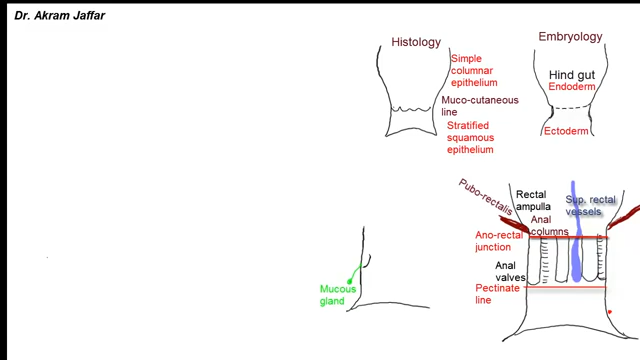 Dr. Akram Jaffar
Histology
Simple
columnar
epithelium
Muco-cutaneous
line
Stratified
squamous
epithelium
Embryology
Hind gut
Endoderm
Ectoderm
Mucous
gland
Pubo-rectalis
Rectal
ampulla
Anal
columns
Sup. rectal
vessels
Ano-rectal
junction
Anal
valves
Pectinate
line